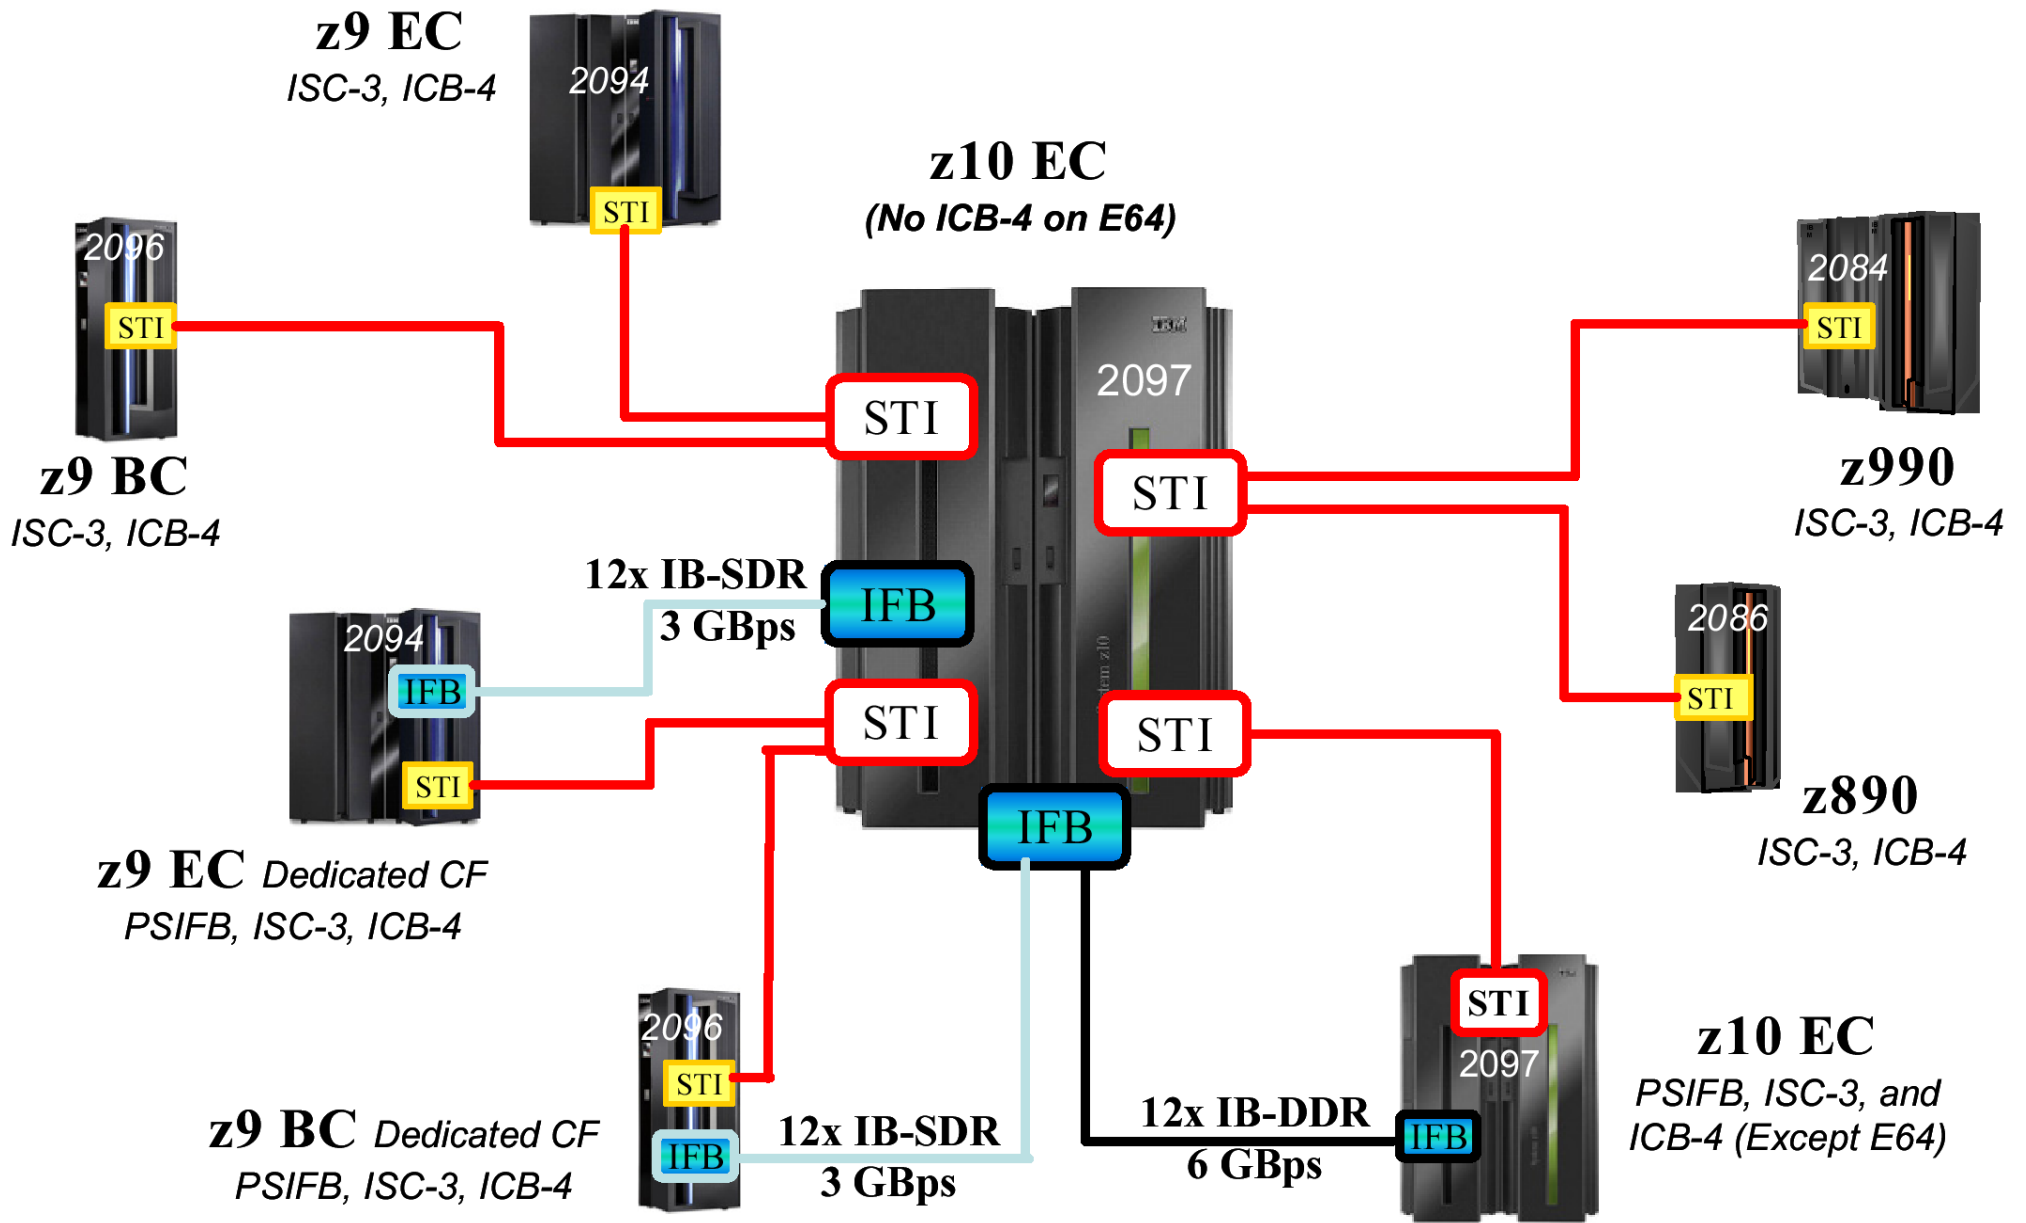 z9 EC
ISC-3, ICB-4
2094
STI
z10 EC
(No ICB-4 on E64)
2096
STI
z9 BC
ISC-3, ICB-4
IBM
2097
STI
STI
IFB
STI
STI
IFB
2084
STI
z990
ISC-3, ICB-4
12x IB-SDR
3 GBps
2094
IFB
STI
z9 EC Dedicated CF
PSIFB, ISC-3, ICB-4
2086
STI
z890
ISC-3, ICB-4
2096
STI
IFB
z9 BC Dedicated CF
PSIFB, ISC-3, ICB-4
12x IB-SDR
3 GBps
12x IB-DDR
6 GBps
STI
2097
IFB
z10 EC
PSIFB, ISC-3, and
ICB-4 (Except E64)